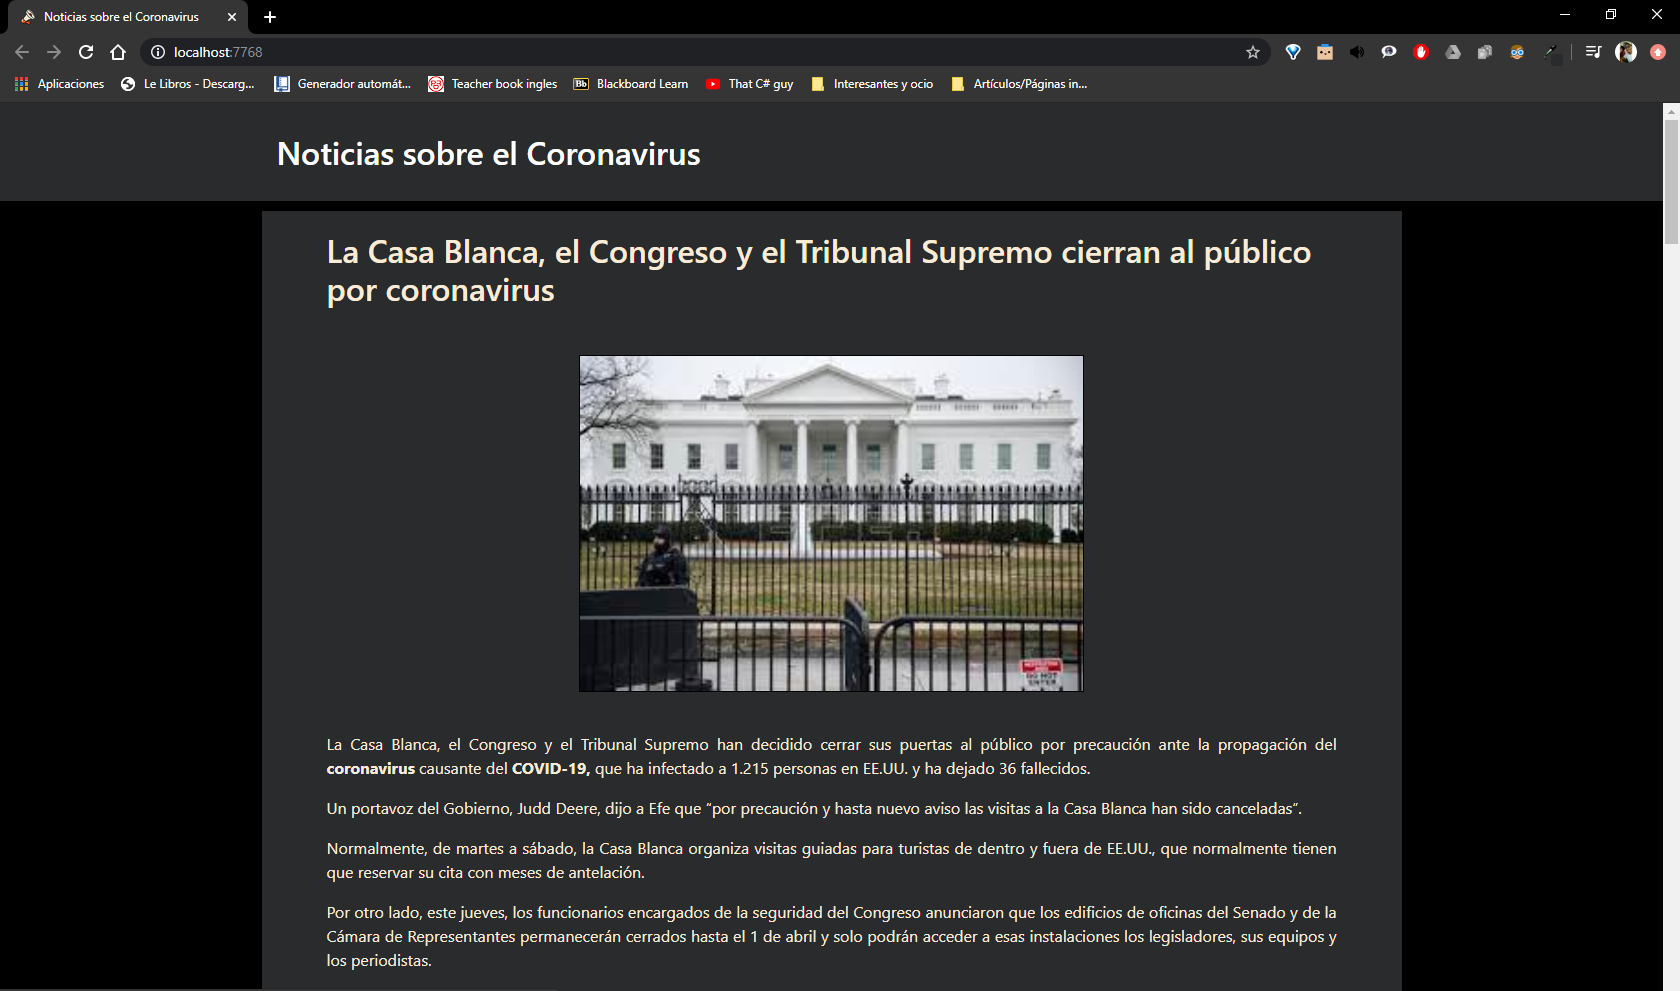 Noticias sobre el Coronavirus
localhost:7768
Aplicaciones
Le Libros - Descarg...
Generador automát...
Teacher book ingles
Bb
Blackboard Learn
That C# guy
Interesantes y ocio
Artículos/Páginas in...
Noticias sobre el Coronavirus
La Casa Blanca, el Congreso y el Tribunal Supremo cierran al público
por coronavirus
DO NOT
ENTER
La Casa Blanca, el Congreso y el Tribunal Supremo han decidido cerrar sus puertas al público por precaución ante la propagación del
coronavirus causante del COVID-19, que ha infectado a 1.215 personas en EE.UU. y ha dejado 36 fallecidos.
Un portavoz del Gobierno, Judd Deere, dijo a Efe que “por precaución y hasta nuevo aviso las visitas a la Casa Blanca han sido canceladas”.
Normalmente, de martes a sábado, la Casa Blanca organiza visitas guiadas para turistas de dentro y fuera de EE.UU., que normalmente tienen
que reservar su cita con meses de antelación.
Por otro lado, este jueves, los funcionarios encargados de la seguridad del Congreso anunciaron que los edificios de oficinas del Senado y de la
Cámara de Representantes permanecerán cerrados hasta el 1 de abril y solo podrán acceder a esas instalaciones los legisladores, sus equipos y
los periodistas.